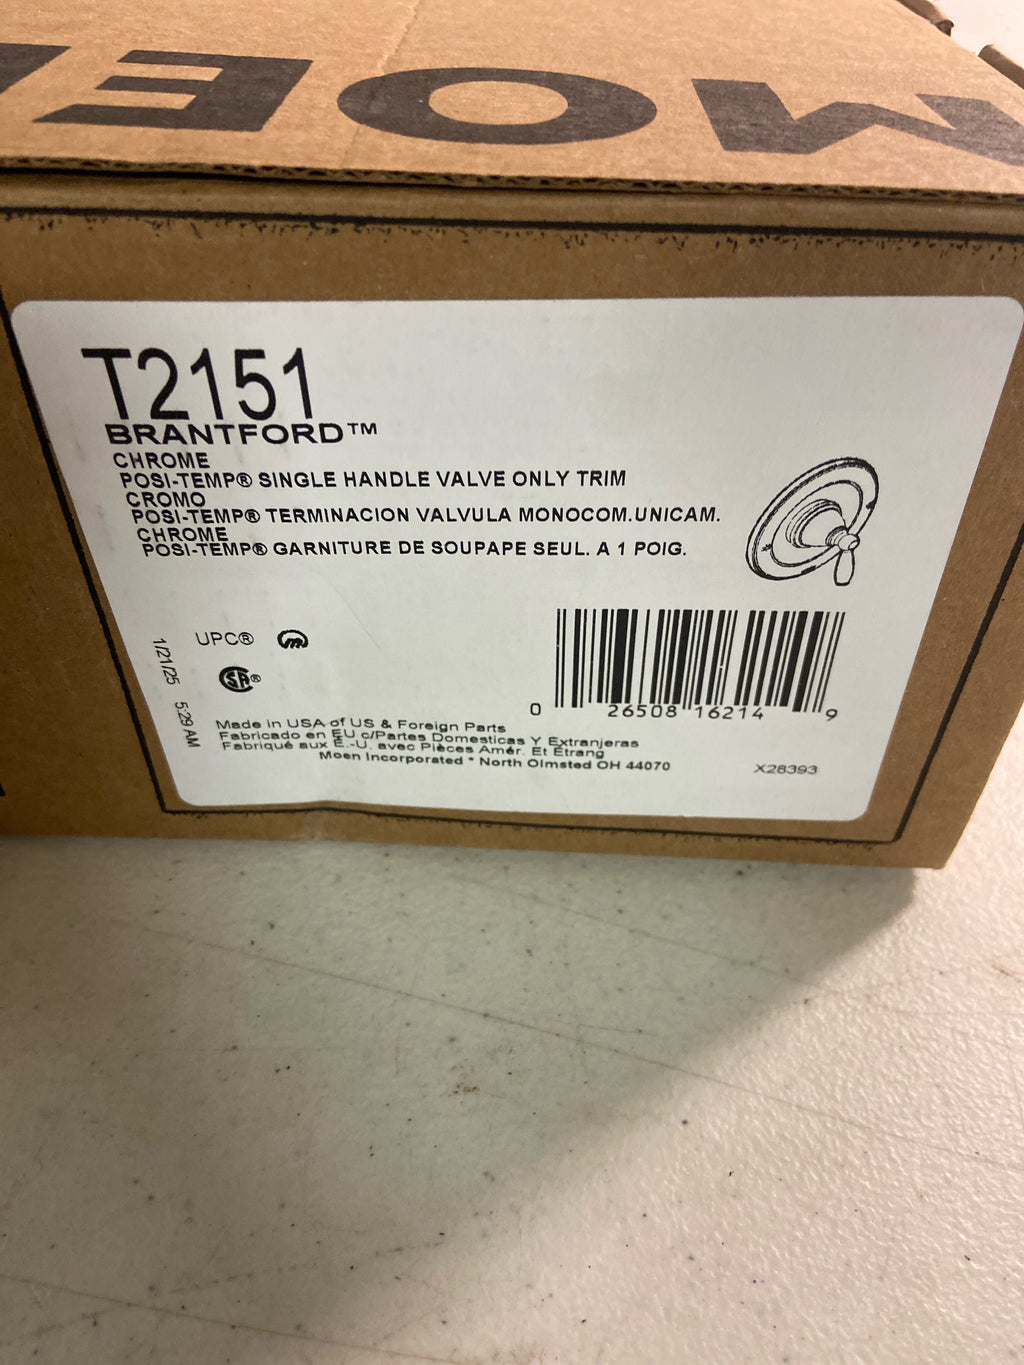 MOEN
T2151
BRANTFORD™
CHROME
POSI-TEMP® SINGLE HANDLE VALVE ONLY TRIM
CROMO
POSI-TEMP® TERMINACION VALVULA MONOCOM.UNICAM.
CHROME
POSI-TEMP® GARNITURE DE SOUPAPE SEUL. A 1 POIG.
1/21/25 5:29 AM
UPC®
SA®
0 26508 16214 9
Made in USA of US & Foreign Parts
Fabricado en EU c/Partes Domesticas Y Extranjeras
Fabriqué aux É.-U. avec Pièces Amér. Et Étrang
Moen Incorporated * North Olmsted OH 44070
X28393